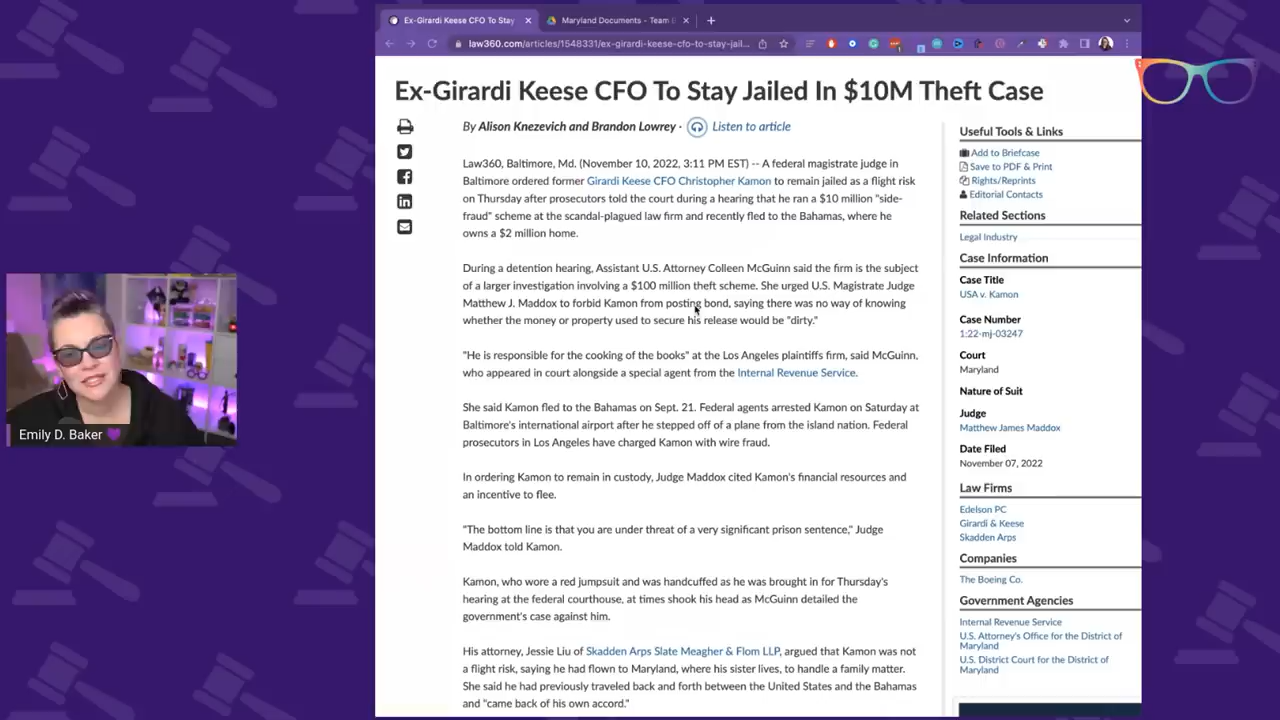 Ex-Girardi Keese CFO To Stay
Maryland Documents - Team
law360.com/articles/1548331/ex-girardi-keese-cfo-to-stay-jail...
Ex-Girardi Keese CFO To Stay Jailed In $10M Theft Case
By Alison Knezevich and Brandon Lowrey · Listen to article
Law360, Baltimore, Md. (November 10, 2022, 3:11 PM EST) -- A federal magistrate judge in
Baltimore ordered former Girardi Keese CFO Christopher Kamon to remain jailed as a flight risk
on Thursday after prosecutors told the court during a hearing that he ran a $10 million "side-
fraud" scheme at the scandal-plagued law firm and recently fled to the Bahamas, where he
owns a $2 million home.
During a detention hearing, Assistant U.S. Attorney Colleen McGuinn said the firm is the subject
of a larger investigation involving a $100 million theft scheme. She urged U.S. Magistrate Judge
Matthew J. Maddox to forbid Kamon from posting bond, saying there was no way of knowing
whether the money or property used to secure his release would be "dirty."
"He is responsible for the cooking of the books" at the Los Angeles plaintiffs firm, said McGuinn,
who appeared in court alongside a special agent from the Internal Revenue Service.
She said Kamon fled to the Bahamas on Sept. 21. Federal agents arrested Kamon on Saturday at
Baltimore's international airport after he stepped off of a plane from the island nation. Federal
prosecutors in Los Angeles have charged Kamon with wire fraud.
In ordering Kamon to remain in custody, Judge Maddox cited Kamon's financial resources and
an incentive to flee.
"The bottom line is that you are under threat of a very significant prison sentence," Judge
Maddox told Kamon.
Kamon, who wore a red jumpsuit and was handcuffed as he was brought in for Thursday's
hearing at the federal courthouse, at times shook his head as McGuinn detailed the
government's case against him.
His attorney, Jessie Liu of Skadden Arps Slate Meagher & Flom LLP, argued that Kamon was not
a flight risk, saying he had flown to Maryland, where his sister lives, to handle a family matter.
She said he had previously traveled back and forth between the United States and the Bahamas
and "came back of his own accord."
Useful Tools & Links
Add to Briefcase
Save to PDF & Print
Rights/Reprints
Editorial Contacts
Related Sections
Legal Industry
Case Information
Case Title
USA v. Kamon
Case Number
1:22-mj-03247
Court
Maryland
Nature of Suit
Judge
Matthew James Maddox
Date Filed
November 07, 2022
Law Firms
Edelson PC
Girardi & Keese
Skadden Arps
Companies
The Boeing Co.
Government Agencies
Internal Revenue Service
U.S. Attorney's Office for the District of
Maryland
U.S. District Court for the District of
Maryland
Emily D. Baker